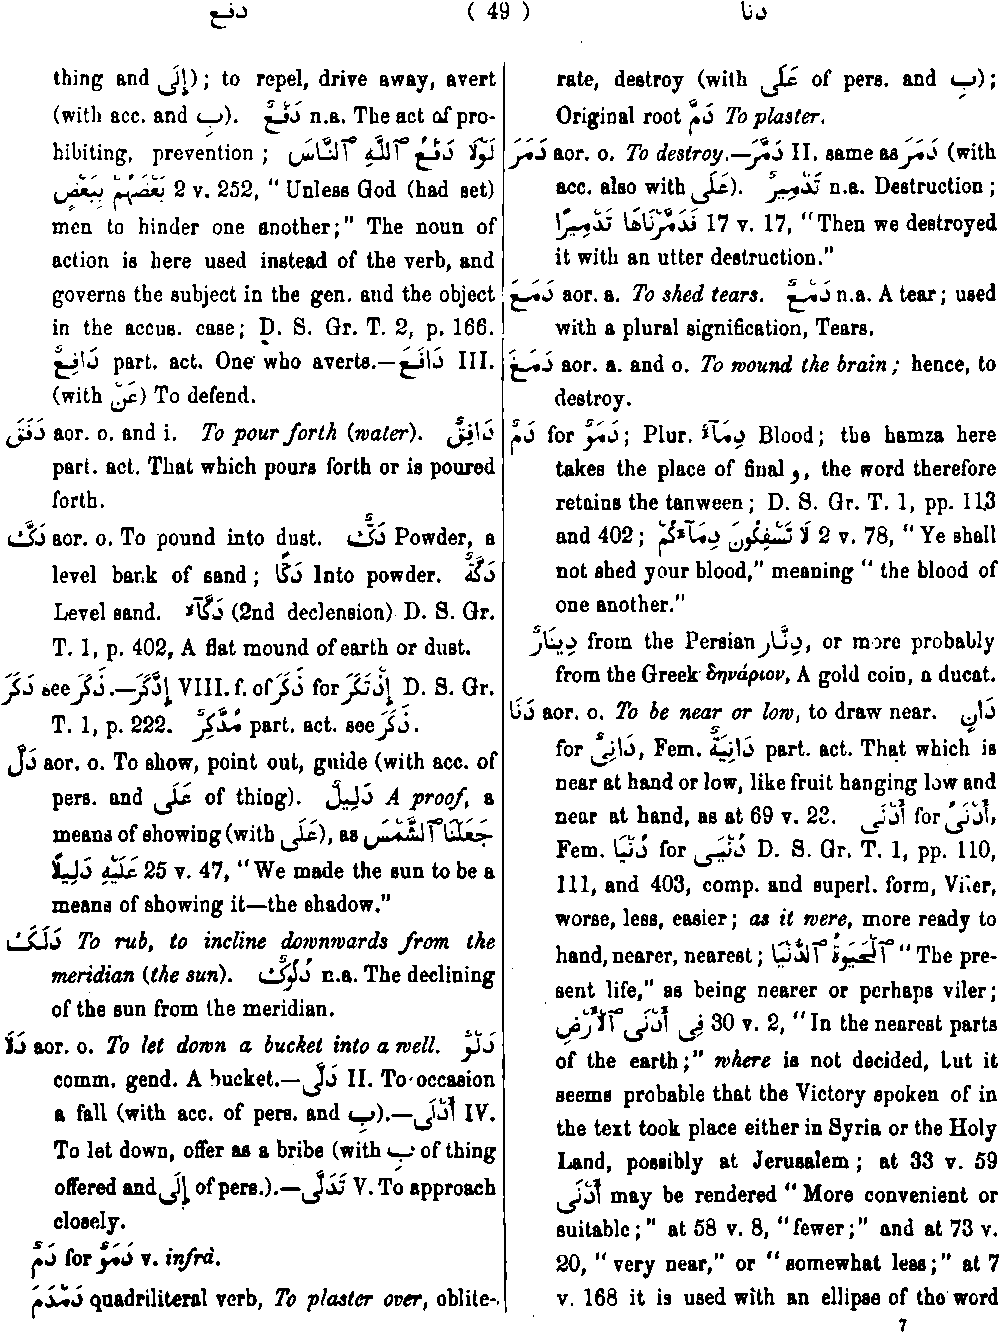 دفع ( 49 ) دنا
thing and إِلَى); to repel, drive away, avert
(with acc. and بِ). دَفْعٌ n.a. The act of pro-
hibiting, prevention; لَوْلَا دَفْعُ ٱللّٰهِ ٱلنَّاسَ
بَعْضَهُمْ بِبَعْضٍ 2 v. 252, "Unless God (had set)
men to hinder one another;" The noun of
action is here used instead of the verb, and
governs the subject in the gen. and the object
in the accus. case; D. S. Gr. T. 2, p. 166.
دَافِعٌ part. act. One who averts.—دَافَعَ III.
(with عَنْ) To defend.
دَفَقَ aor. o. and i. To pour forth (water). دَافِقٌ
part. act. That which pours forth or is poured
forth.
دَكَّ aor. o. To pound into dust. دَكٌّ Powder, a
level bank of sand; دَكًّا Into powder. دَكَّةٌ
Level sand. دَكَّآءُ (2nd declension) D. S. Gr.
T. 1, p. 402, A flat mound of earth or dust.
دَكَرَ see ذَكَرَ.—إِدَّكَرَ VIII. f. of ذَكَرَ for إِذْتَكَرَ D. S. Gr.
T. 1, p. 222. مُدَّكِرٌ part. act. see ذَكَرَ.
دَلَّ aor. o. To show, point out, guide (with acc. of
pers. and عَلَى of thing). دَلِيلٌ A proof, a
means of showing (with عَلَى), as جَعَلْنَا ٱلشَّمْسَ
عَلَيْهِ دَلِيلًا 25 v. 47, "We made the sun to be a
means of showing it—the shadow."
دَلَكَ To rub, to incline downwards from the
meridian (the sun). دُلُوكٌ n.a. The declining
of the sun from the meridian.
دَلَا aor. o. To let down a bucket into a well. دَلْوٌ
comm. gend. A bucket.—دَلَّى II. To occasion
a fall (with acc. of pers. and بِ).—أَدْلَى IV.
To let down, offer as a bribe (with بِ of thing
offered and إِلَى of pers.).—تَدَلَّى V. To approach
closely.
دَمٌ for دَمَوٌ v. infrà.
دَمْدَمَ quadriliteral verb, To plaster over, oblite-
rate, destroy (with عَلَى of pers. and بِ);
Original root دَمَّ To plaster.
دَمَرَ aor. o. To destroy.—دَمَّرَ II. same as دَمَرَ (with
acc. also with عَلَى). تَدْمِيرٌ n.a. Destruction;
فَدَمَّرْنَاهَا تَدْمِيرًا 17 v. 17, "Then we destroyed
it with an utter destruction."
دَمَعَ aor. a. To shed tears. دَمْعٌ n.a. A tear; used
with a plural signification, Tears.
دَمَغَ aor. a. and o. To wound the brain; hence, to
destroy.
دَمٌ for دَمَوٌ; Plur. دِمَآءٌ Blood; the hamza here
takes the place of final و, the word therefore
retains the tanween; D. S. Gr. T. 1, pp. 113
and 402; لَا تَسْفِكُونَ دِمَآءَكُمْ 2 v. 78, "Ye shall
not shed your blood," meaning "the blood of
one another."
دِينَارٌ from the Persian دِنَّار, or more probably
from the Greek δηνάριον, A gold coin, a ducat.
دَنَا aor. o. To be near or low, to draw near. دَانٍ
for دَانِىٌ, Fem. دَانِيَةٌ part. act. That which is
near at hand or low, like fruit hanging low and
near at hand, as at 69 v. 23. أَدْنَى for أَدْنَىُ,
Fem. دُنْيَا for دُنْيَى D. S. Gr. T. 1, pp. 110,
111, and 403, comp. and superl. form, Viler,
worse, less, easier; as it were, more ready to
hand, nearer, nearest; ٱلْحَيٰوةُ ٱلدُّنْيَا "The pre-
sent life," as being nearer or perhaps viler;
فِي أَدْنَى ٱلْأَرْضِ 30 v. 2, "In the nearest parts
of the earth;" where is not decided, but it
seems probable that the Victory spoken of in
the text took place either in Syria or the Holy
Land, possibly at Jerusalem; at 33 v. 59
أَدْنَى may be rendered "More convenient or
suitable;" at 58 v. 8, "fewer;" and at 73 v.
20, "very near," or "somewhat less;" at 7
v. 168 it is used with an ellipse of the word
7